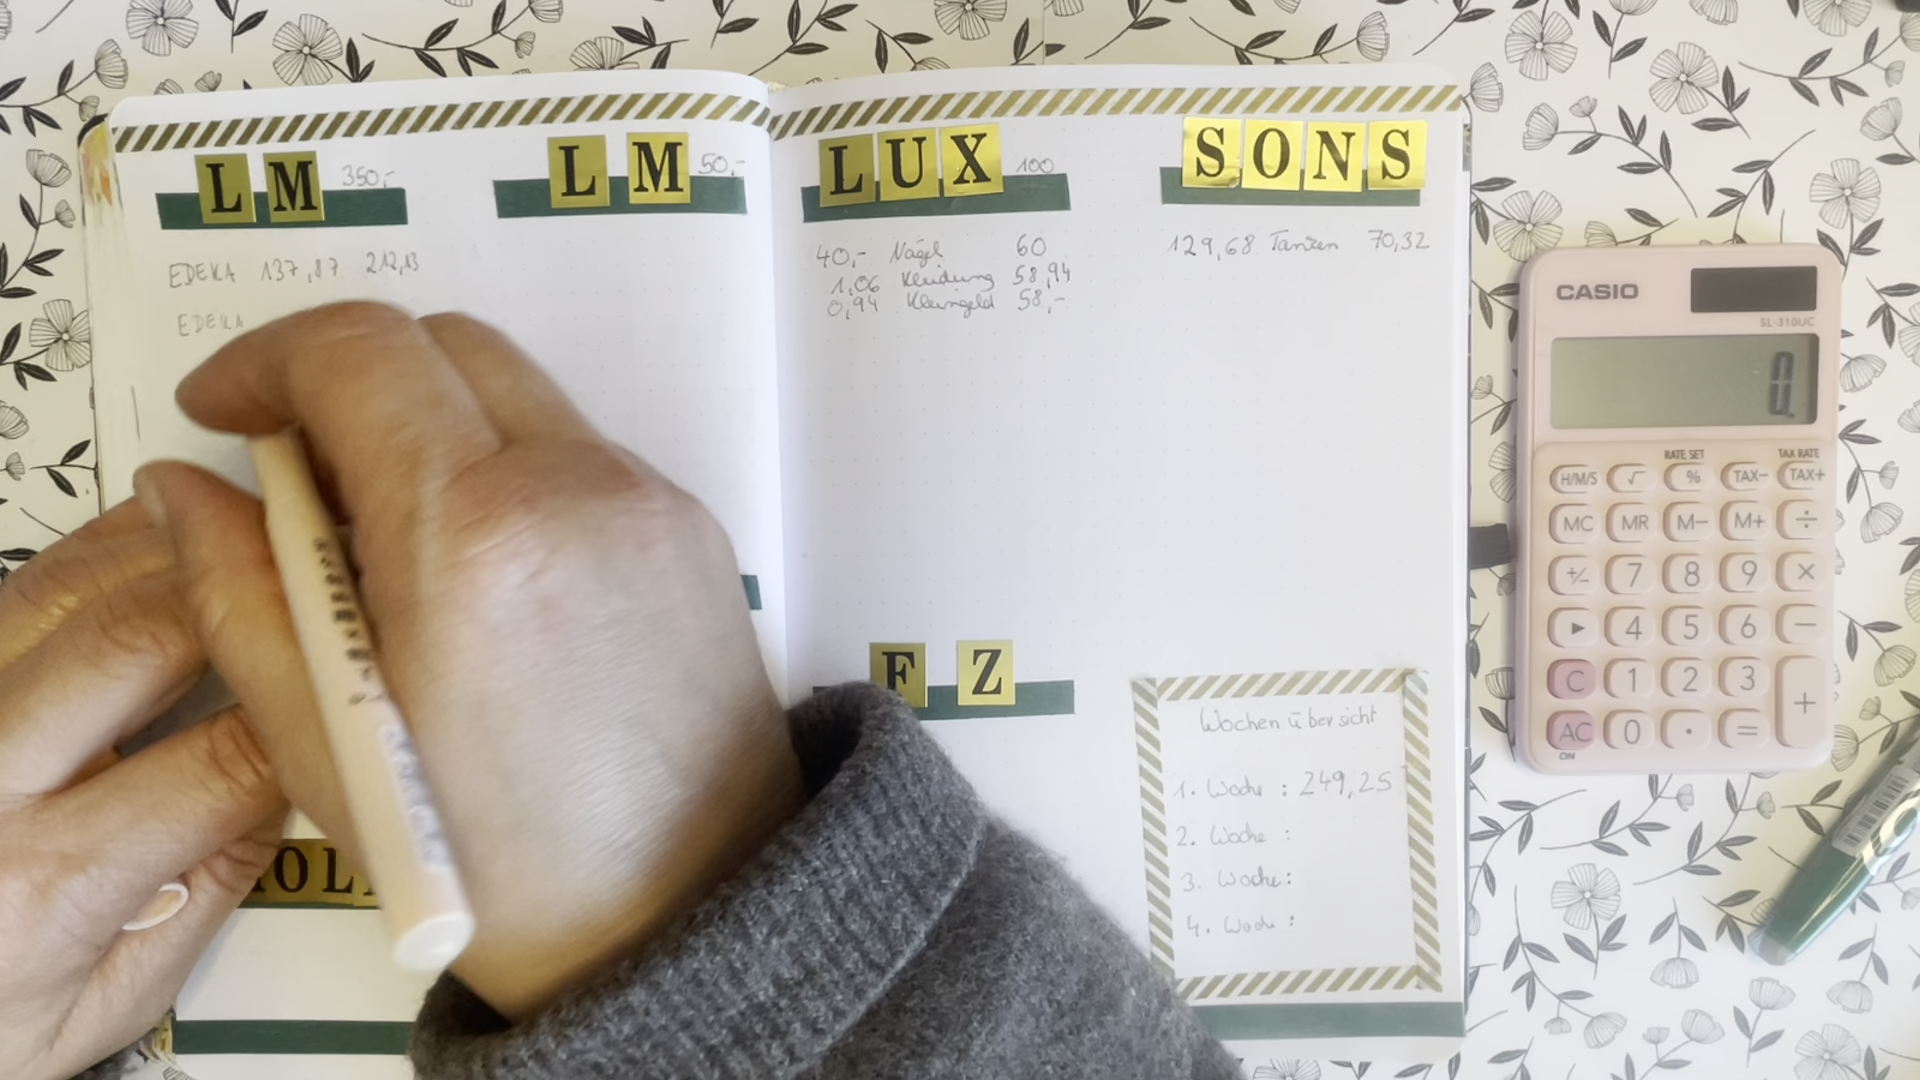 LM 350,-
EDEKA 137,87 212,13
EDEKA
LM 50,-
LUX 100
40,- Nägel 60
1,06 Kleidung 58,94
0,94 Kleingeld 58,-
SONS
129,68 Tanken 70,32
FZ
Wochenübersicht
1. Woche : 249,25
2. Woche :
3. Woche :
4. Woche :
CASIO
SL-310UC
0
RATE SET TAX RATE
H/M/S √ % TAX− TAX+
MC MR M− M+ ÷
+/− 7 8 9 ×
▶ 4 5 6 −
C 1 2 3
AC 0 · = +
ON